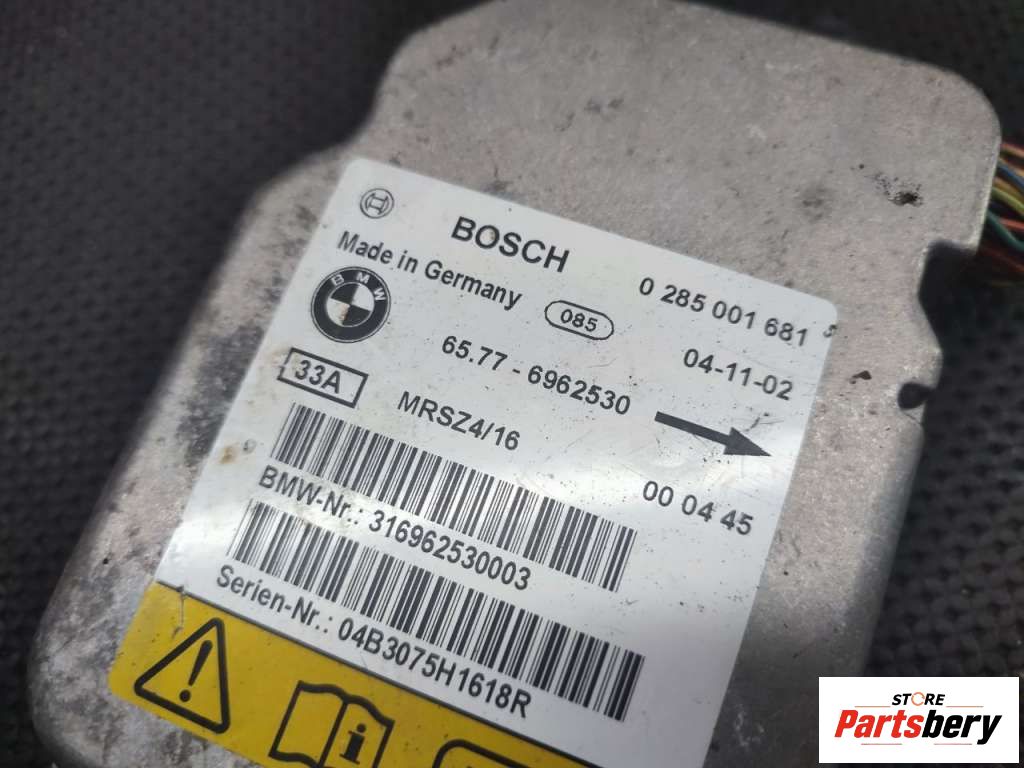 BOSCH 0 285 001 681
Made in Germany 085 04-11-02
BMW
65.77 - 6962530
33A MRSZ4/16
00 04 45
BMW-Nr.: 316962530003
Serien-Nr.: 04B3075H1618R
STORE
Partsbery